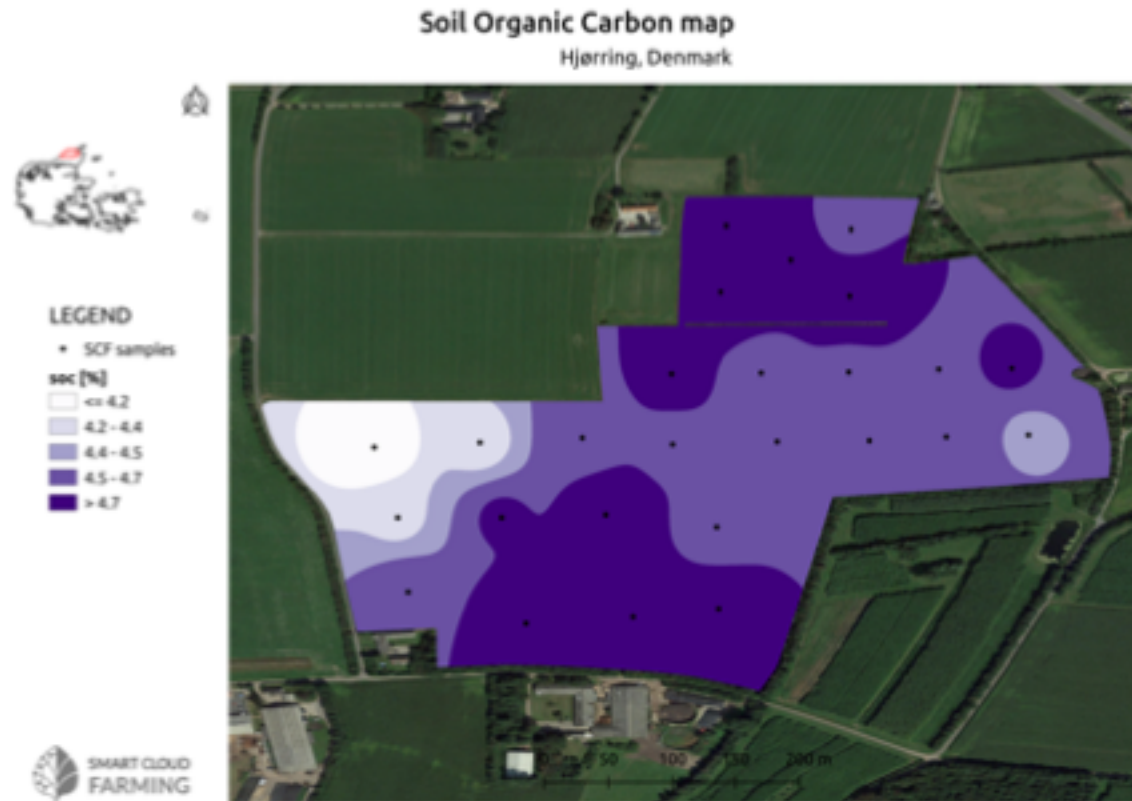 Soil Organic Carbon map
Hjørring, Denmark
LEGEND
SCF samples
soc [%]
<= 4.2
4.2 - 4.4
4.4 - 4.5
4.5 - 4.7
> 4.7
0 50 100 150 200 m
SMART CLOUD
FARMING